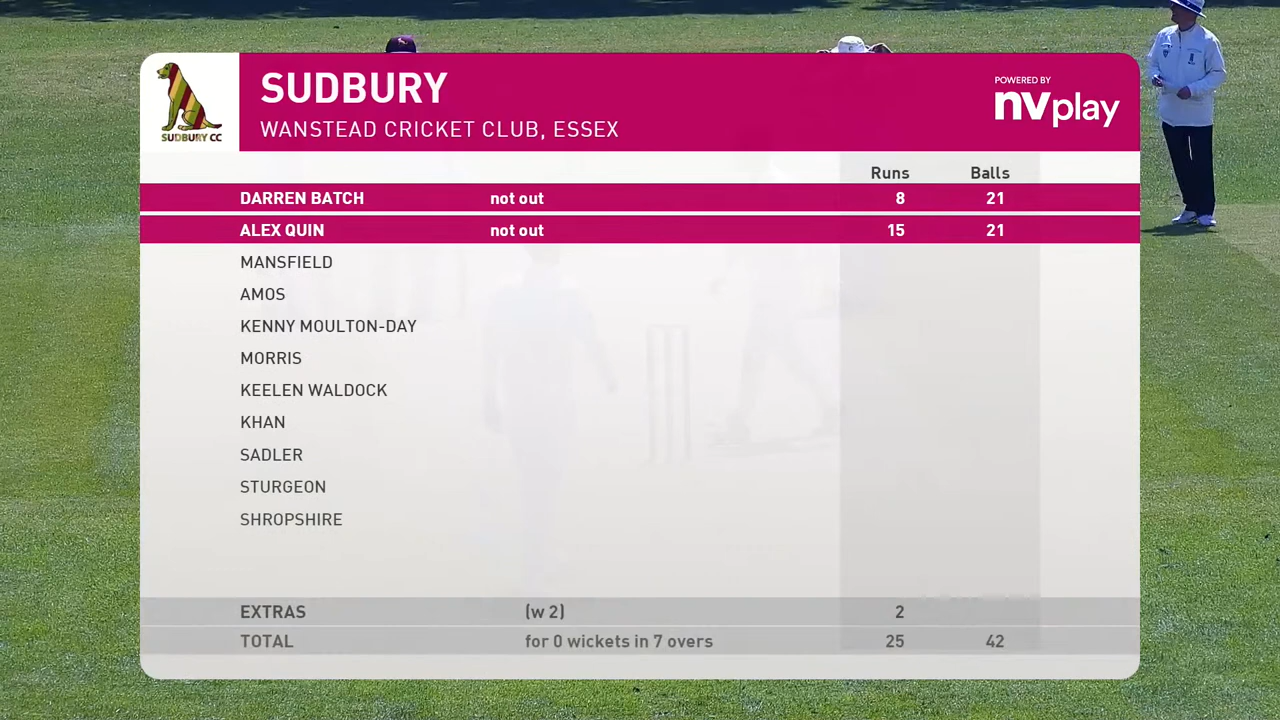 SUDBURY
WANSTEAD CRICKET CLUB, ESSEX
POWERED BY
nvplay
SUDBURY CC
Runs Balls
DARREN BATCH not out 8 21
ALEX QUIN not out 15 21
MANSFIELD
AMOS
KENNY MOULTON-DAY
MORRIS
KEELEN WALDOCK
KHAN
SADLER
STURGEON
SHROPSHIRE
EXTRAS (w 2) 2
TOTAL for 0 wickets in 7 overs 25 42